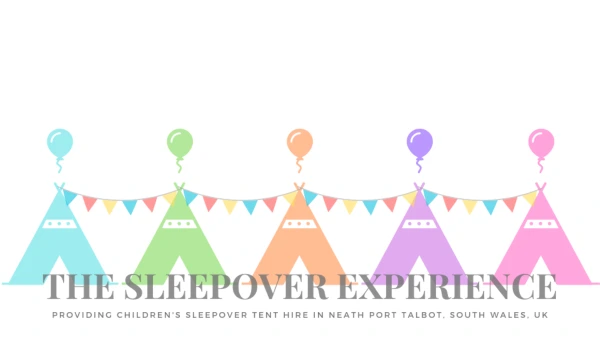 THE SLEEPOVER EXPERIENCE
PROVIDING CHILDREN'S SLEEPOVER TENT HIRE IN NEATH PORT TALBOT, SOUTH WALES, UK